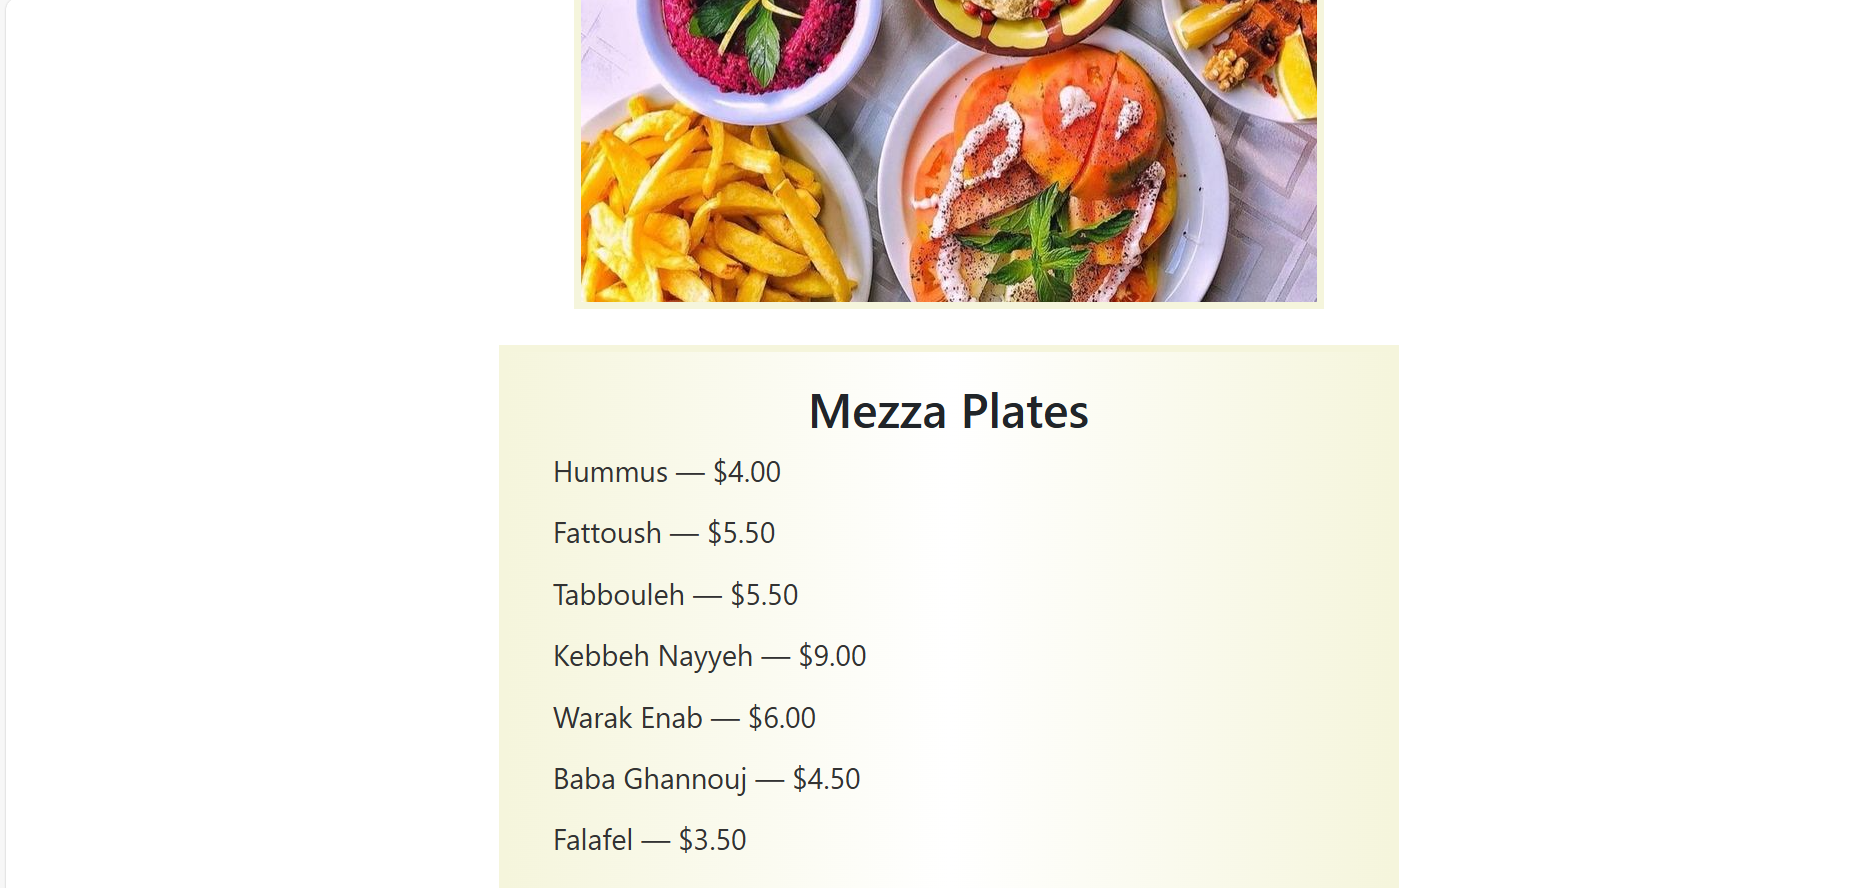 Mezza Plates
Hummus — $4.00
Fattoush — $5.50
Tabbouleh — $5.50
Kebbeh Nayyeh — $9.00
Warak Enab — $6.00
Baba Ghannouj — $4.50
Falafel — $3.50